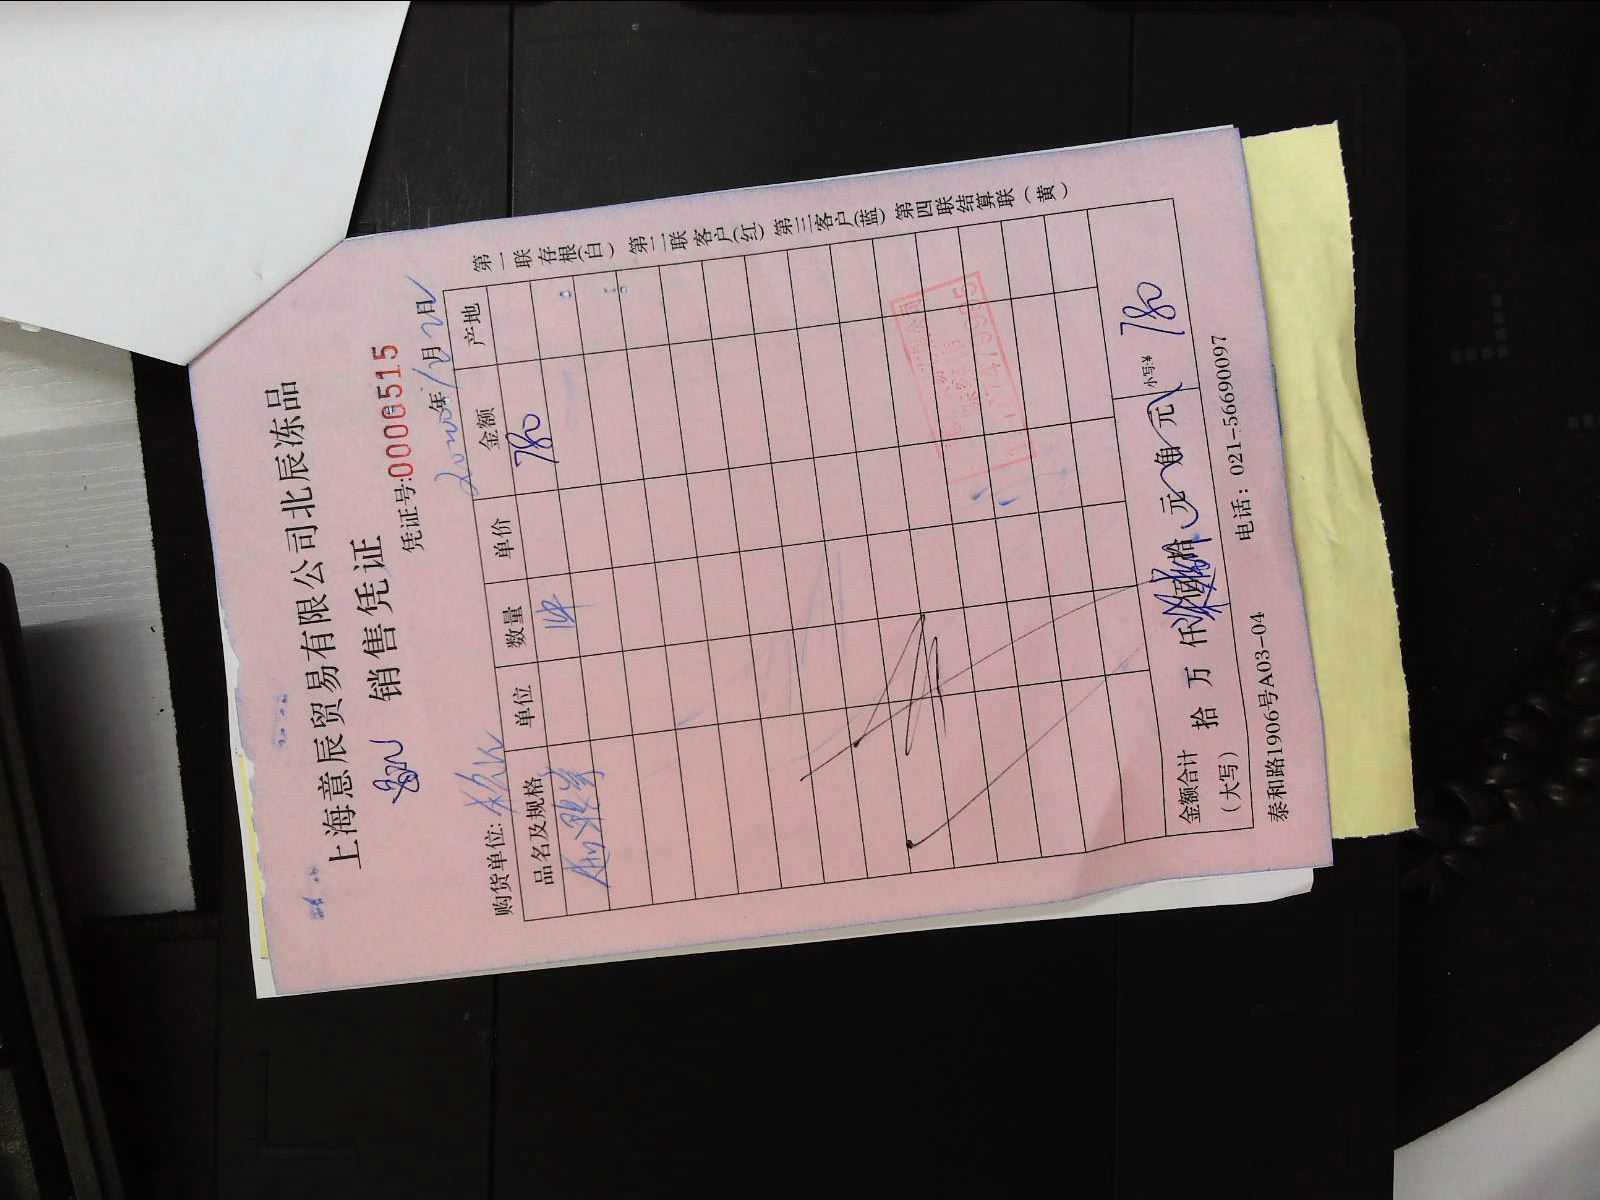 上海意辰贸易有限公司北辰冻品
销售凭证
凭证号:0006515
购货单位:
年 月 日
品名及规格 单位 数量 单价 金额 产地
780
第一联 存根(白) 第二联 客户(红) 第三客户(蓝) 第四联结算联(黄)
金额合计(大写) 拾 万 仟 佰 拾 元 角 元 小写¥ 780
泰和路1906号A03-04 电话：021-56690097